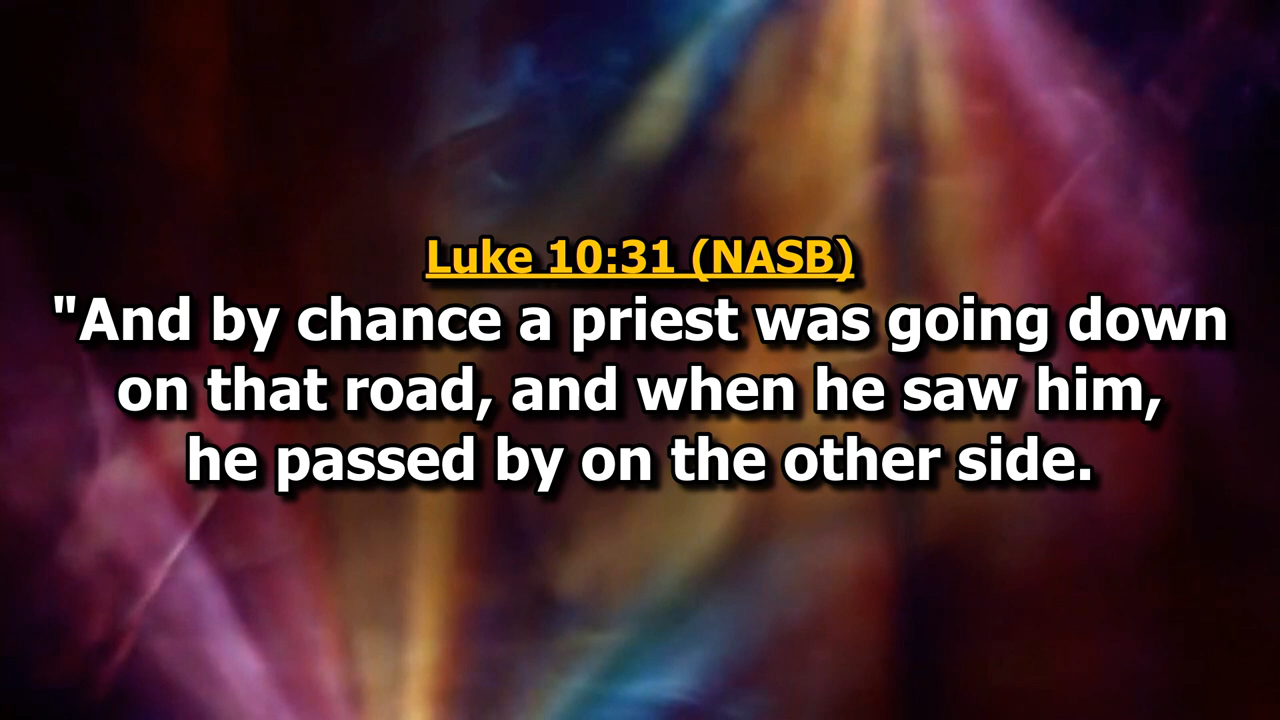 Luke 10:31 (NASB)
"And by chance a priest was going down
on that road, and when he saw him,
he passed by on the other side.